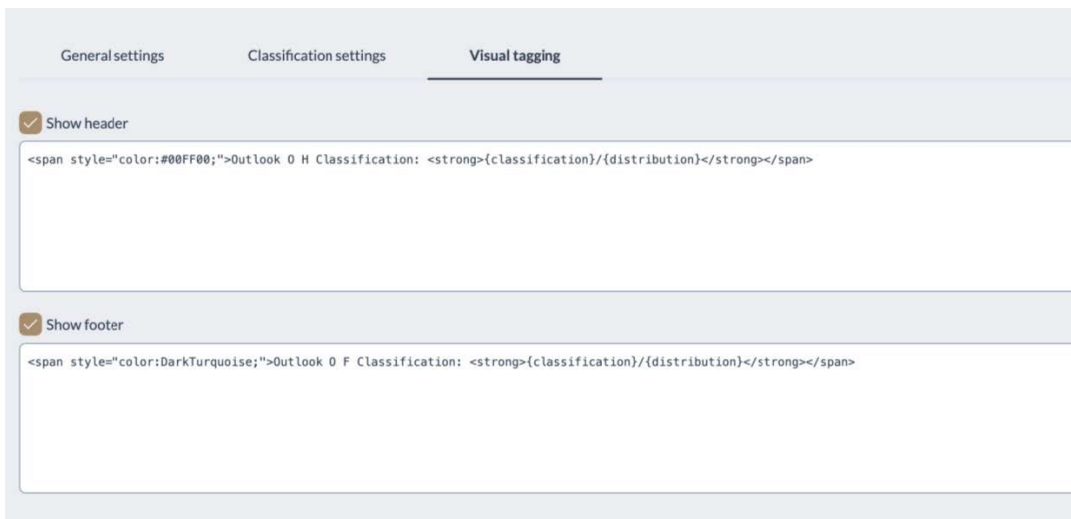 General settings Classification settings Visual tagging
Show header
<span style="color:#00FF00;">Outlook O H Classification: <strong>{classification}/{distribution}</strong></span>
Show footer
<span style="color:DarkTurquoise;">Outlook O F Classification: <strong>{classification}/{distribution}</strong></span>